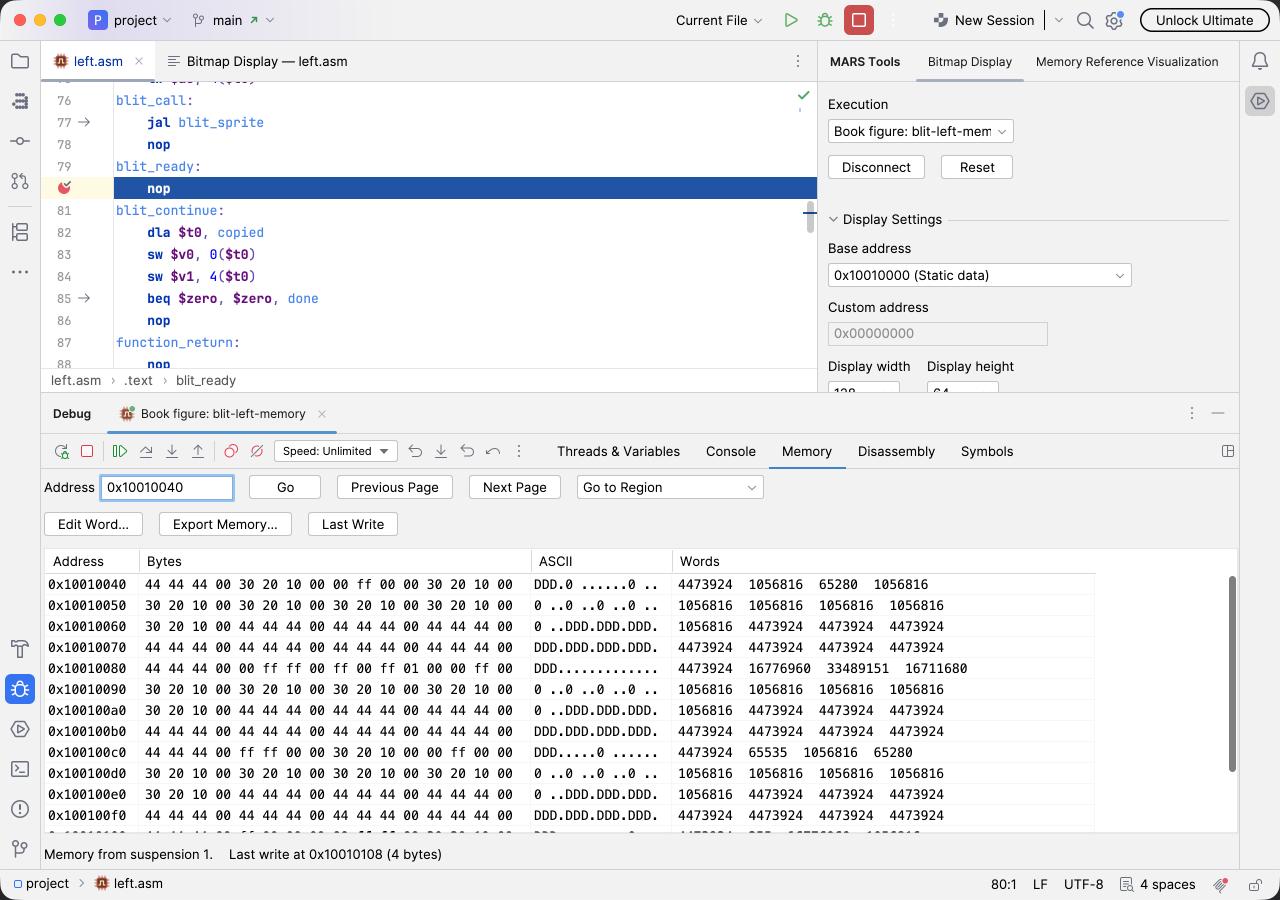 P project main Current File New Session Unlock Ultimate
left.asm Bitmap Display — left.asm
MARS Tools Bitmap Display Memory Reference Visualization
76 blit_call:
77 jal blit_sprite
78 nop
79 blit_ready:
nop
81 blit_continue:
82 dla $t0, copied
83 sw $v0, 0($t0)
84 sw $v1, 4($t0)
85 beq $zero, $zero, done
86 nop
87 function_return:
88 nop
left.asm › .text › blit_ready
Execution
Book figure: blit-left-mem
Disconnect Reset
Display Settings
Base address
0x10010000 (Static data)
Custom address
0x00000000
Display width Display height
128 64
Debug Book figure: blit-left-memory
Speed: Unlimited Threads & Variables Console Memory Disassembly Symbols
Address 0x10010040 Go Previous Page Next Page Go to Region
Edit Word... Export Memory... Last Write
Address Bytes ASCII Words
0x10010040 44 44 44 00 30 20 10 00 00 ff 00 00 30 20 10 00 DDD.0 ......0 .. 4473924 1056816 65280 1056816
0x10010050 30 20 10 00 30 20 10 00 30 20 10 00 30 20 10 00 0 ..0 ..0 ..0 .. 1056816 1056816 1056816 1056816
0x10010060 30 20 10 00 44 44 44 00 44 44 44 00 44 44 44 00 0 ..DDD.DDD.DDD. 1056816 4473924 4473924 4473924
0x10010070 44 44 44 00 44 44 44 00 44 44 44 00 44 44 44 00 DDD.DDD.DDD.DDD. 4473924 4473924 4473924 4473924
0x10010080 44 44 44 00 00 ff ff 00 ff 00 ff 01 00 00 ff 00 DDD............. 4473924 16776960 33489151 16711680
0x10010090 30 20 10 00 30 20 10 00 30 20 10 00 30 20 10 00 0 ..0 ..0 ..0 .. 1056816 1056816 1056816 1056816
0x100100a0 30 20 10 00 44 44 44 00 44 44 44 00 44 44 44 00 0 ..DDD.DDD.DDD. 1056816 4473924 4473924 4473924
0x100100b0 44 44 44 00 44 44 44 00 44 44 44 00 44 44 44 00 DDD.DDD.DDD.DDD. 4473924 4473924 4473924 4473924
0x100100c0 44 44 44 00 ff ff 00 00 30 20 10 00 00 ff 00 00 DDD.....0 ...... 4473924 65535 1056816 65280
0x100100d0 30 20 10 00 30 20 10 00 30 20 10 00 30 20 10 00 0 ..0 ..0 ..0 .. 1056816 1056816 1056816 1056816
0x100100e0 30 20 10 00 44 44 44 00 44 44 44 00 44 44 44 00 0 ..DDD.DDD.DDD. 1056816 4473924 4473924 4473924
0x100100f0 44 44 44 00 44 44 44 00 44 44 44 00 44 44 44 00 DDD.DDD.DDD.DDD. 4473924 4473924 4473924 4473924
Memory from suspension 1. Last write at 0x10010108 (4 bytes)
project › left.asm 80:1 LF UTF-8 4 spaces